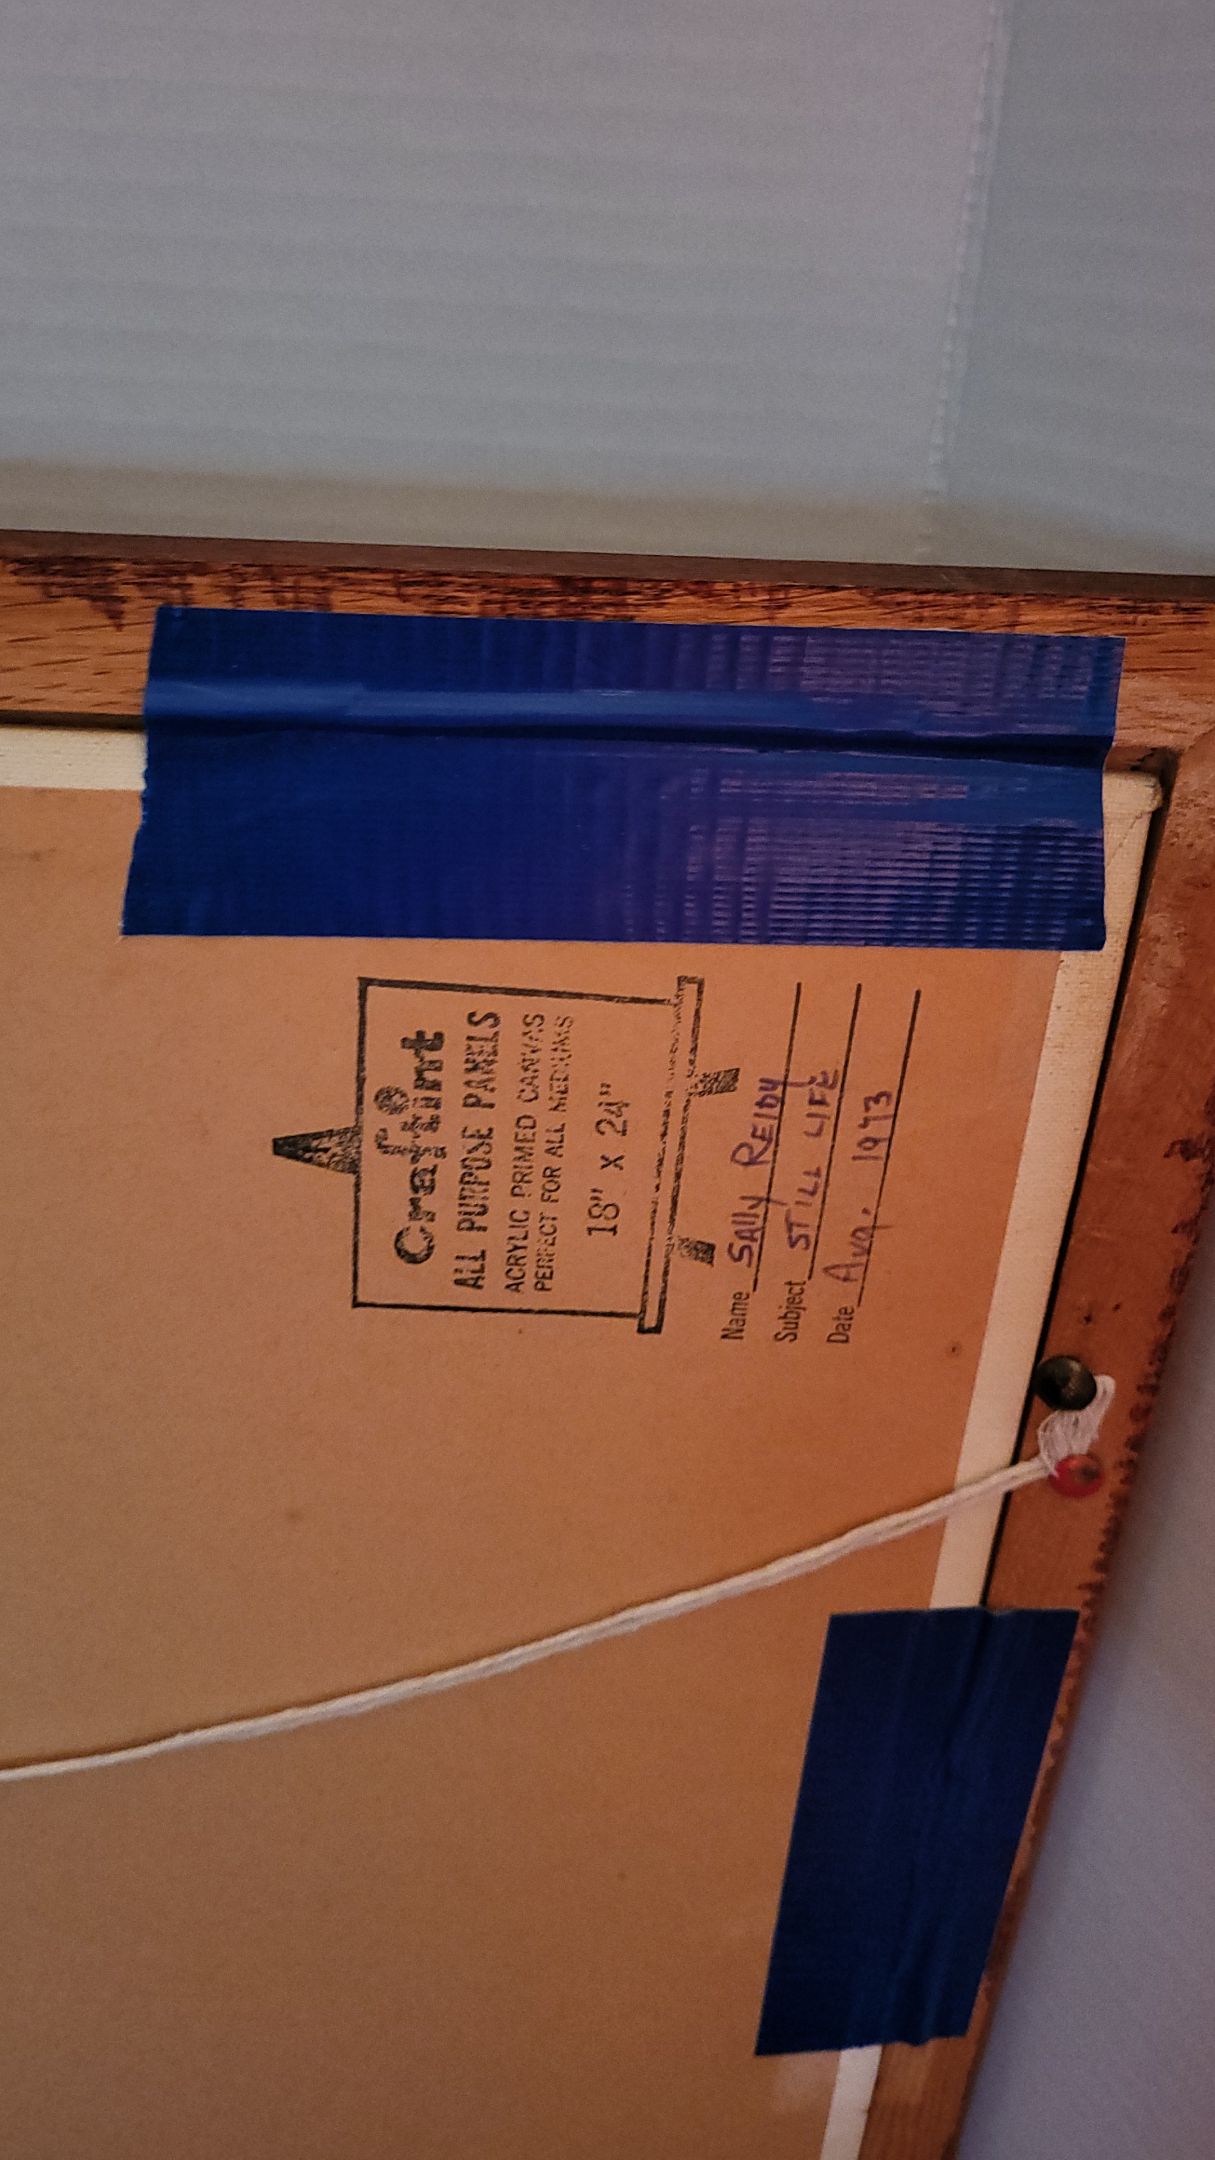 Craftint
ALL PURPOSE PANELS
ACRYLIC PRIMED CANVAS
PERFECT FOR ALL MEDIUMS
18" X 24"
Name SAlly REIDY
Subject STILL LIFE
Date Aug. 1973